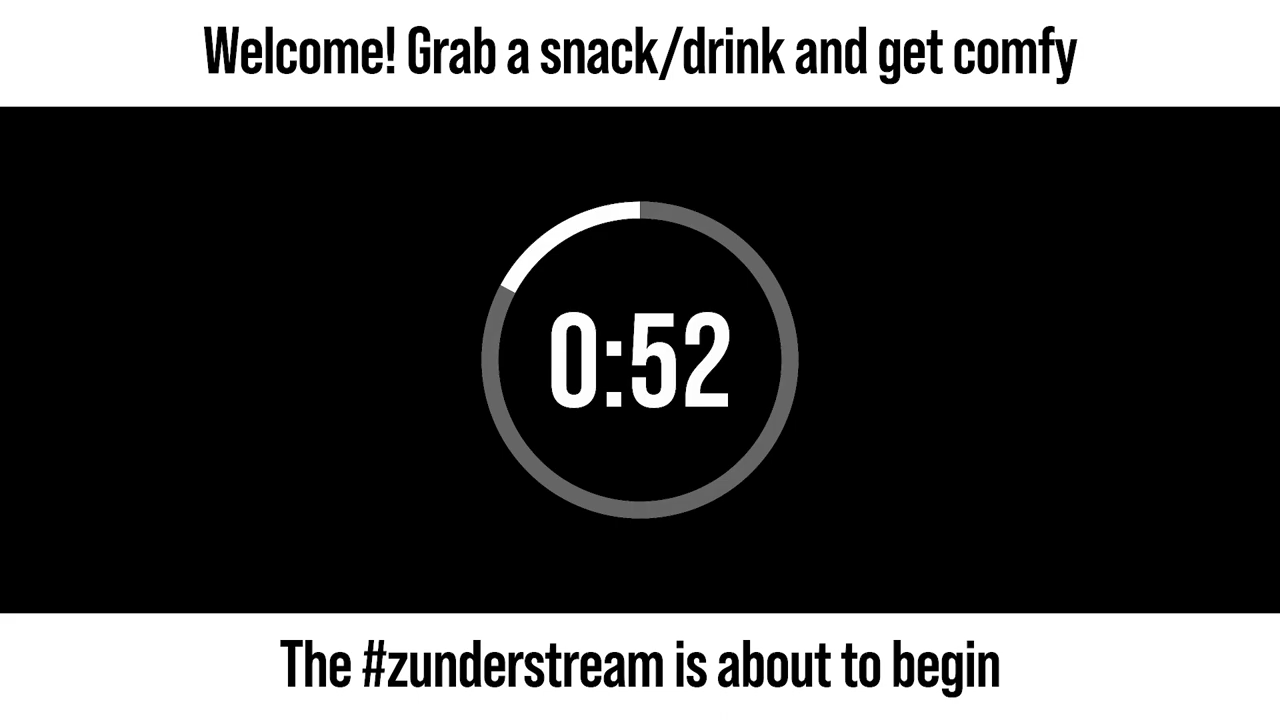 Welcome! Grab a snack/drink and get comfy
0:52
The #zunderstream is about to begin